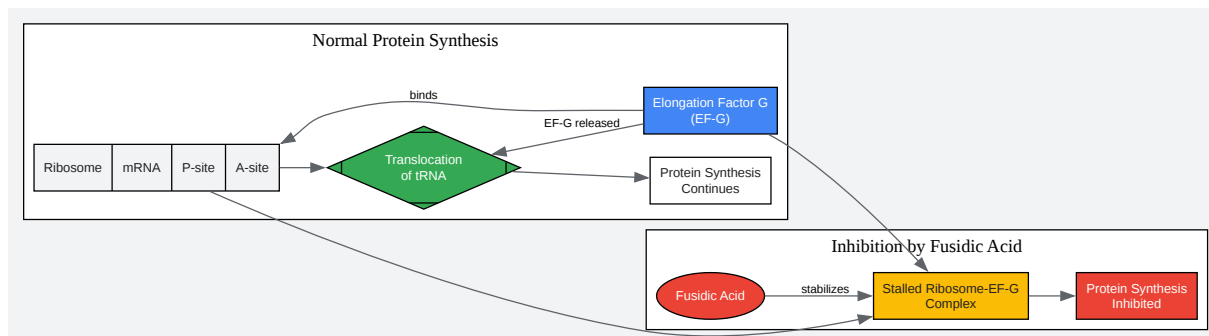 Normal Protein Synthesis
binds
Elongation Factor G
(EF-G)
EF-G released
Ribosome
mRNA
P-site
A-site
Translocation
of tRNA
Protein Synthesis
Continues
Inhibition by Fusidic Acid
Fusidic Acid
stabilizes
Stalled Ribosome-EF-G
Complex
Protein Synthesis
Inhibited